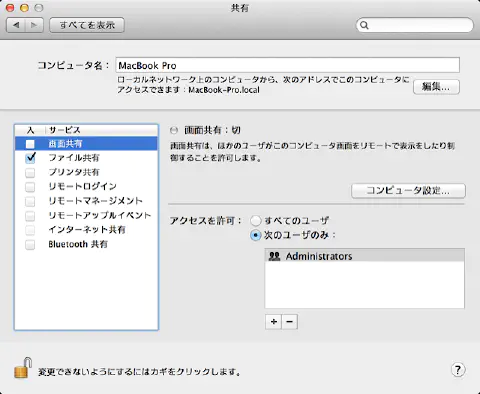 共有
すべてを表示
コンピュータ名：
MacBook Pro
ローカルネットワーク上のコンピュータから、次のアドレスでこのコンピュータに
アクセスできます：MacBook-Pro.local
編集...
入 サービス
画面共有
ファイル共有
プリンタ共有
リモートログイン
リモートマネージメント
リモートアップルイベント
インターネット共有
Bluetooth 共有
画面共有：切
画面共有は、ほかのユーザがこのコンピュータ画面をリモートで表示をしたり制
御することを許可します。
コンピュータ設定...
アクセスを許可：
すべてのユーザ
次のユーザのみ：
Administrators
+ −
変更できないようにするにはカギをクリックします。
?